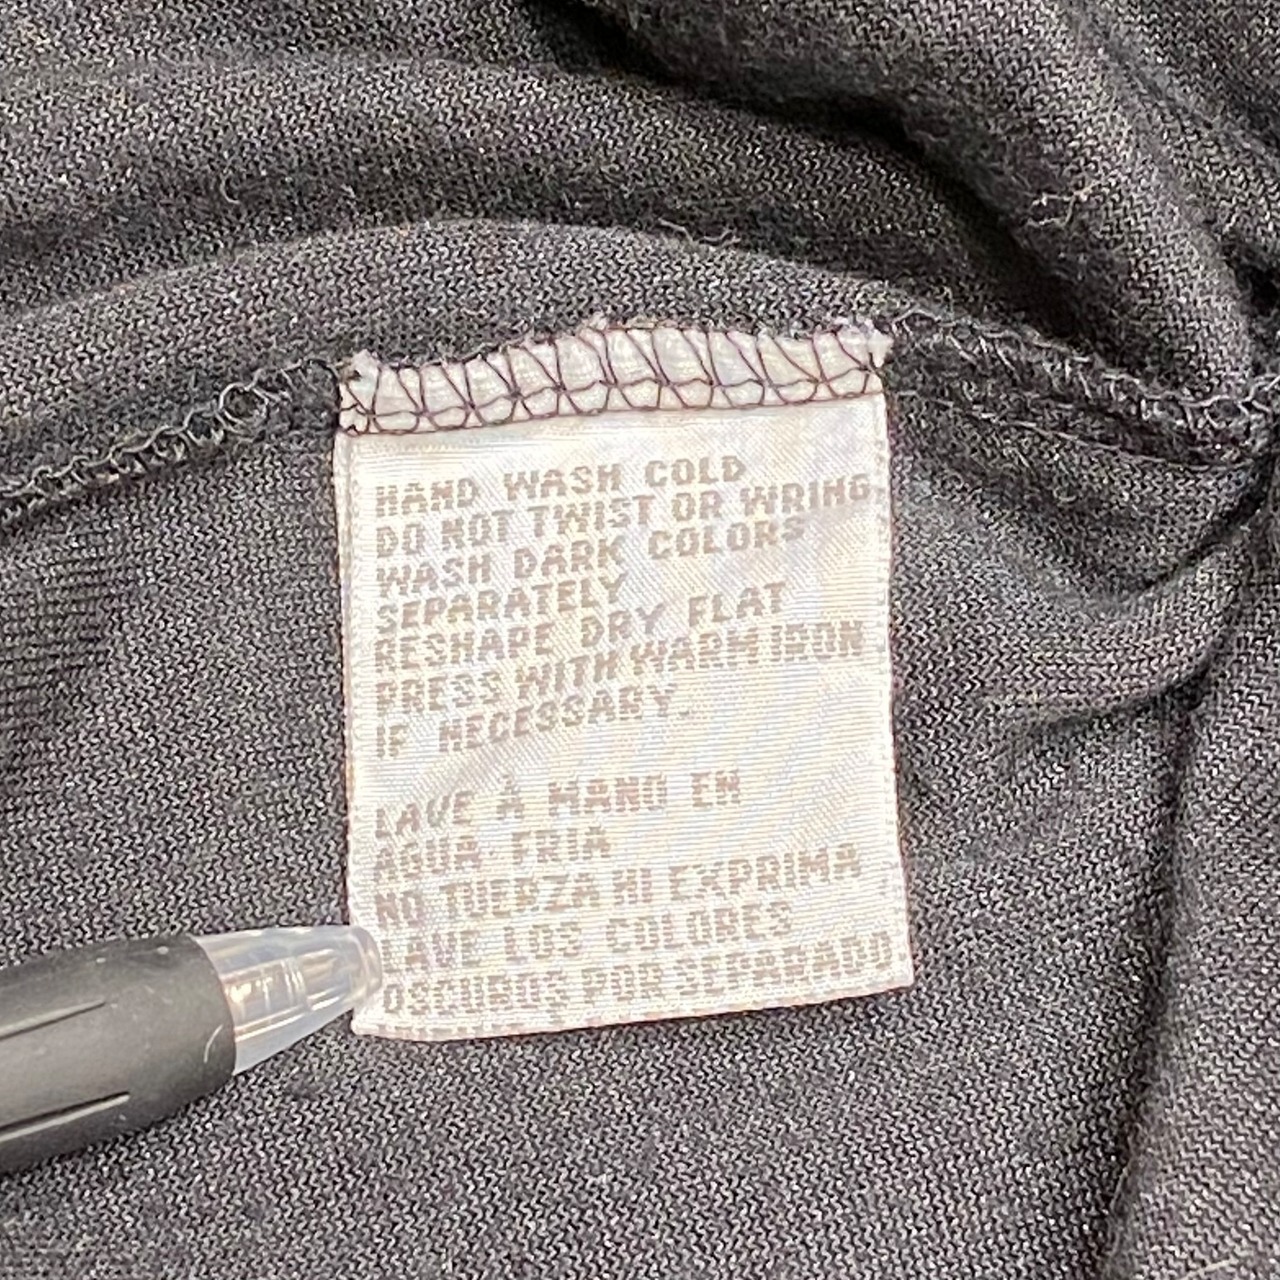 HAND WASH COLD
DO NOT TWIST OR WRING
WASH DARK COLORS
SEPARATELY
RESHAPE DRY FLAT
PRESS WITH WARM IRON
IF NECESSARY.
LAVE A MANO EN
AGUA FRIA
NO TUERZA NI EXPRIMA
LAVE LOS COLORES
OSCUROS POR SEPARADO